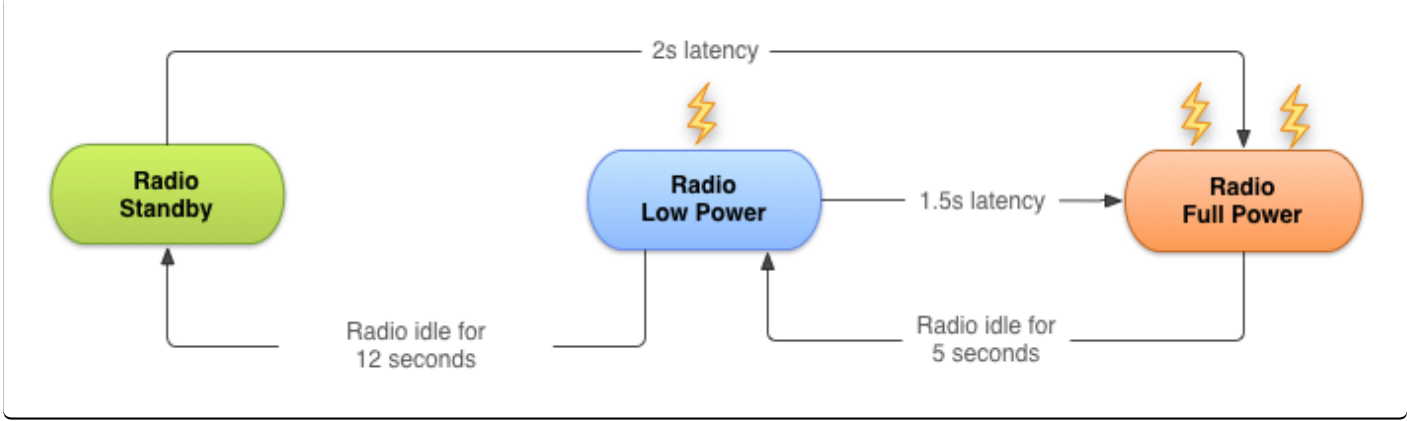 2s latency
Radio
Standby
Radio
Low Power
1.5s latency
Radio
Full Power
Radio idle for
12 seconds
Radio idle for
5 seconds